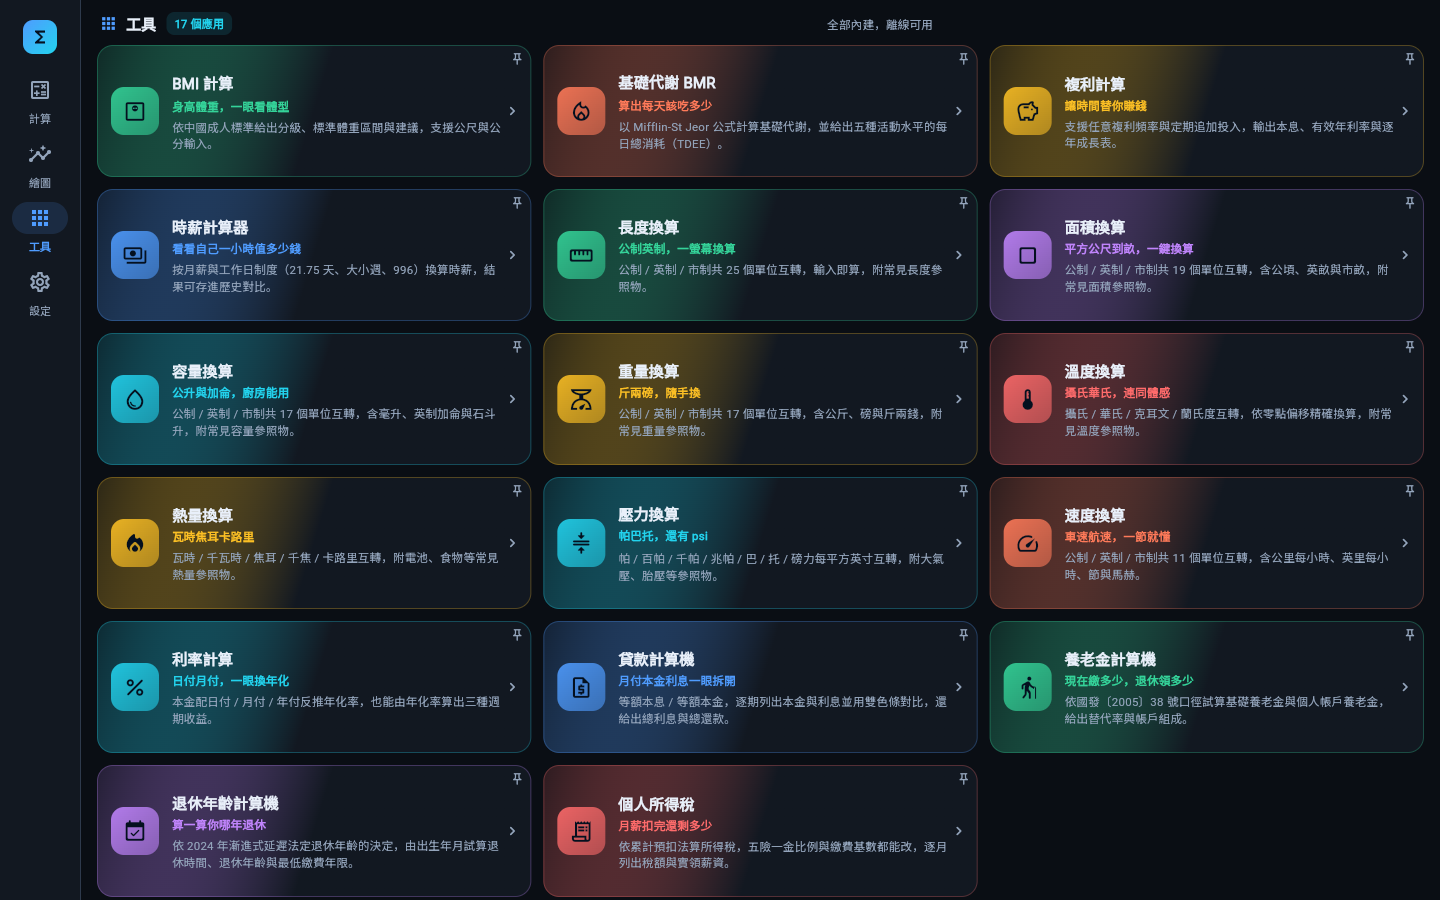 Σ
計算
繪圖
工具
設定
工具
17 個應用
全部內建，離線可用
BMI 計算
身高體重，一眼看體型
依中國成人標準給出分級、標準體重區間與建議，支援公尺與公
分輸入。
基礎代謝 BMR
算出每天該吃多少
以 Mifflin-St Jeor 公式計算基礎代謝，並給出五種活動水平的每
日總消耗（TDEE）。
複利計算
讓時間替你賺錢
支援任意複利頻率與定期追加投入，輸出本息、有效年利率與逐
年成長表。
時薪計算器
看看自己一小時值多少錢
按月薪與工作日制度（21.75 天、大小週、996）換算時薪，結
果可存進歷史對比。
長度換算
公制英制，一螢幕換算
公制 / 英制 / 市制共 25 個單位互轉，輸入即算，附常見長度參
照物。
面積換算
平方公尺到畝，一鍵換算
公制 / 英制 / 市制共 19 個單位互轉，含公頃、英畝與市畝，附
常見面積參照物。
容量換算
公升與加侖，廚房能用
公制 / 英制 / 市制共 17 個單位互轉，含毫升、英制加侖與石斗
升，附常見容量參照物。
重量換算
斤兩磅，隨手換
公制 / 英制 / 市制共 17 個單位互轉，含公斤、磅與斤兩錢，附
常見重量參照物。
溫度換算
攝氏華氏，連同體感
攝氏 / 華氏 / 克耳文 / 蘭氏度互轉，依零點偏移精確換算，附常
見溫度參照物。
熱量換算
瓦時焦耳卡路里
瓦時 / 千瓦時 / 焦耳 / 千焦 / 卡路里互轉，附電池、食物等常見
熱量參照物。
壓力換算
帕巴托，還有 psi
帕 / 百帕 / 千帕 / 兆帕 / 巴 / 托 / 磅力每平方英寸互轉，附大氣
壓、胎壓等參照物。
速度換算
車速航速，一節就懂
公制 / 英制 / 市制共 11 個單位互轉，含公里每小時、英里每小
時、節與馬赫。
利率計算
日付月付，一眼換年化
本金配日付 / 月付 / 年付反推年化率，也能由年化率算出三種週
期收益。
貸款計算機
月付本金利息一眼拆開
等額本息 / 等額本金，逐期列出本金與利息並用雙色條對比，還
給出總利息與總還款。
養老金計算機
現在繳多少，退休領多少
依國發〔2005〕38 號口徑試算基礎養老金與個人帳戶養老金，
給出替代率與帳戶組成。
退休年齡計算機
算一算你哪年退休
依 2024 年漸進式延遲法定退休年齡的決定，由出生年月試算退
休時間、退休年齡與最低繳費年限。
個人所得稅
月薪扣完還剩多少
依累計預扣法算所得稅，五險一金比例與繳費基數都能改，逐月
列出稅額與實領薪資。